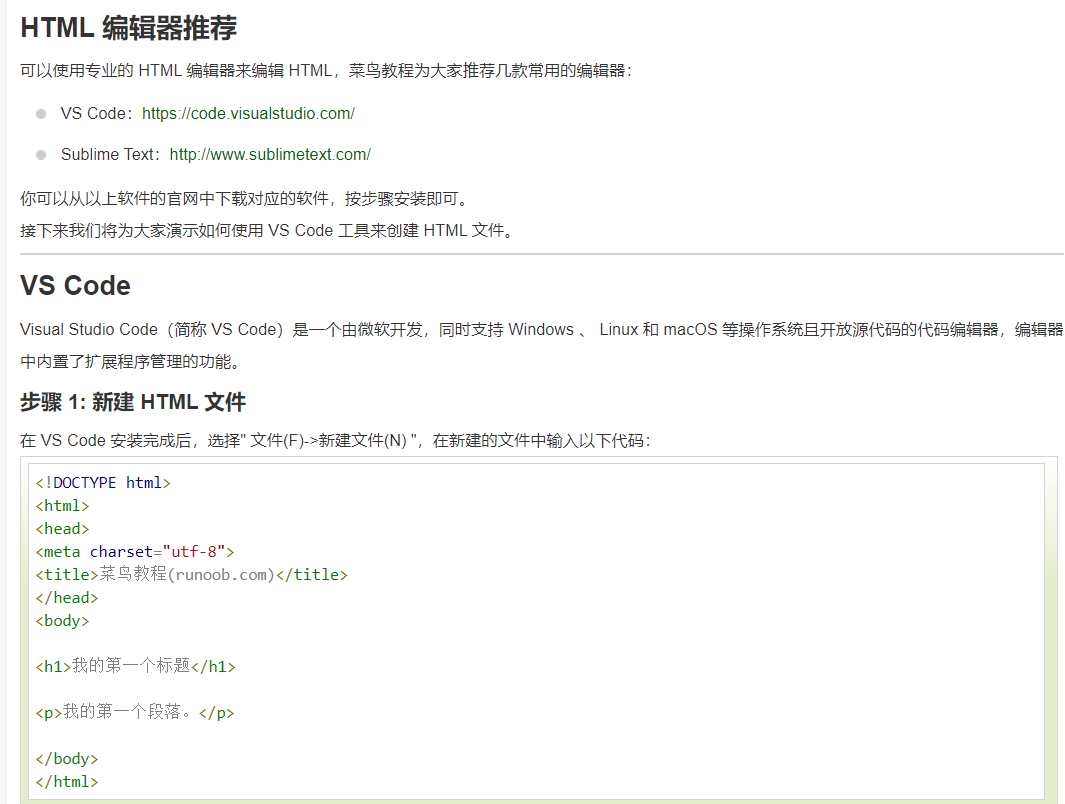 HTML 编辑器推荐
可以使用专业的 HTML 编辑器来编辑 HTML，菜鸟教程为大家推荐几款常用的编辑器：
VS Code：https://code.visualstudio.com/
Sublime Text：http://www.sublimetext.com/
你可以从以上软件的官网中下载对应的软件，按步骤安装即可。
接下来我们将为大家演示如何使用 VS Code 工具来创建 HTML 文件。
VS Code
Visual Studio Code（简称 VS Code）是一个由微软开发，同时支持 Windows 、 Linux 和 macOS 等操作系统且开放源代码的代码编辑器，编辑器
中内置了扩展程序管理的功能。
步骤 1: 新建 HTML 文件
在 VS Code 安装完成后，选择" 文件(F)->新建文件(N) "，在新建的文件中输入以下代码：
<!DOCTYPE html>
<html>
<head>
<meta charset="utf-8">
<title>菜鸟教程(runoob.com)</title>
</head>
<body>
<h1>我的第一个标题</h1>
<p>我的第一个段落。</p>
</body>
</html>